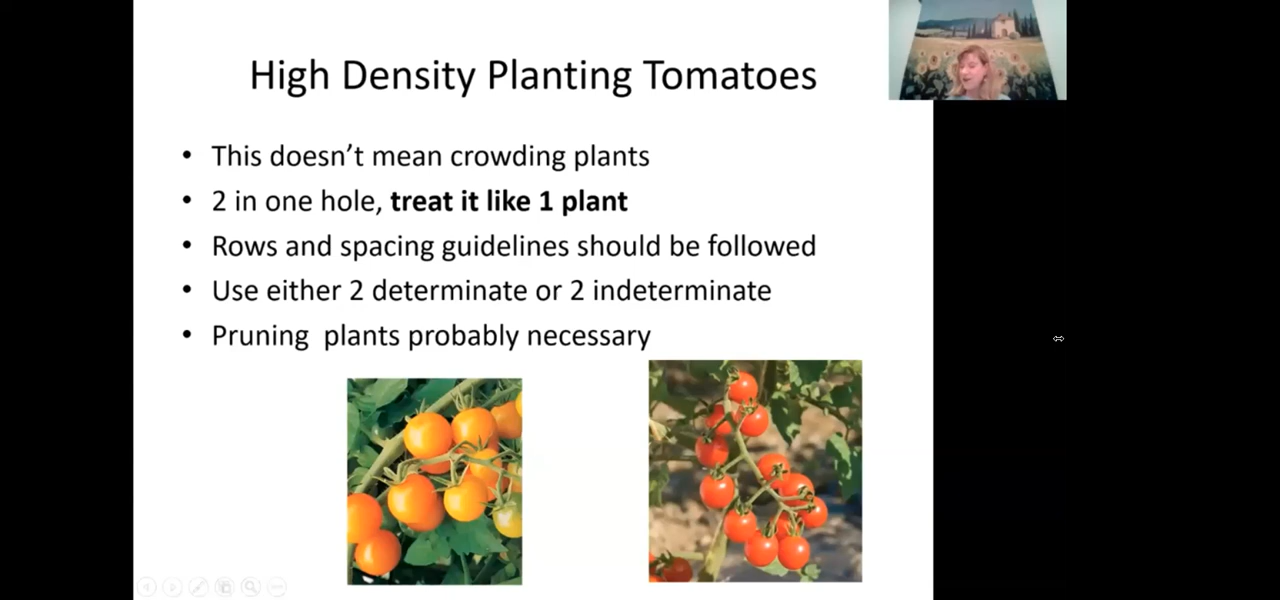 High Density Planting Tomatoes
• This doesn’t mean crowding plants
• 2 in one hole, treat it like 1 plant
• Rows and spacing guidelines should be followed
• Use either 2 determinate or 2 indeterminate
• Pruning  plants probably necessary